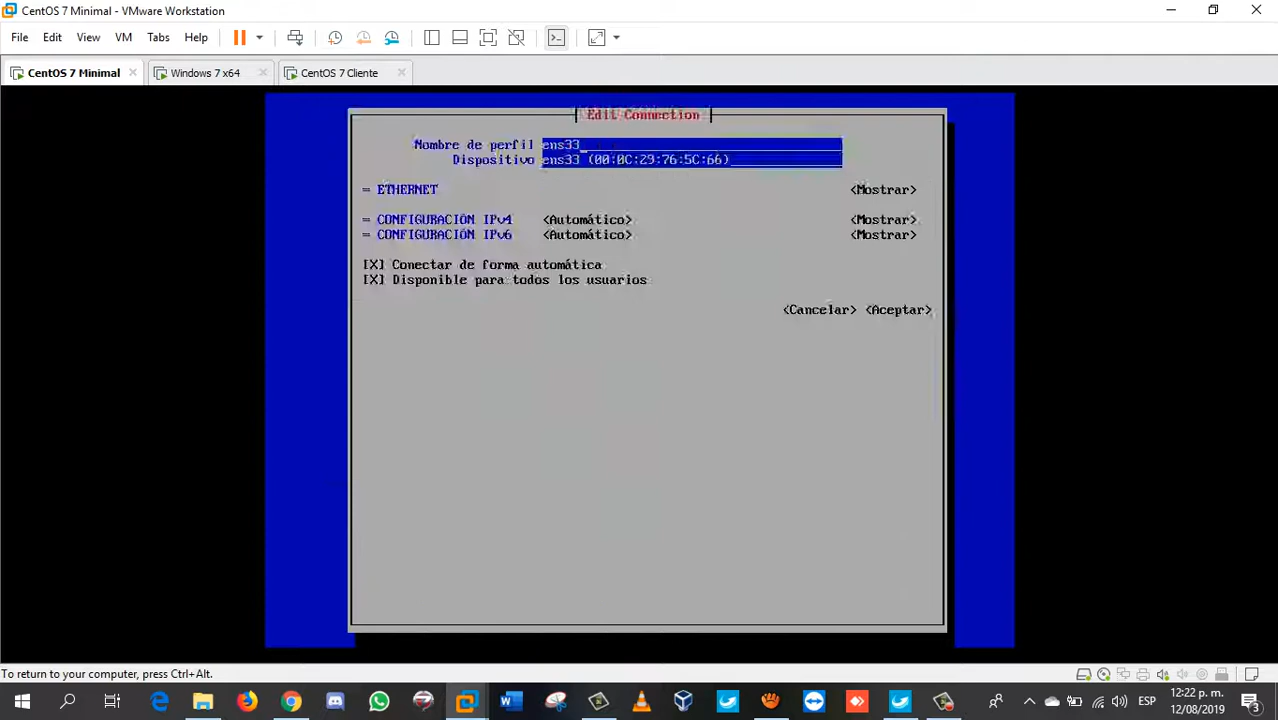 CentOS 7 Minimal - VMware Workstation
File Edit View VM Tabs Help
CentOS 7 Minimal Windows 7 x64 CentOS 7 Cliente
Edit Connection
Nombre de perfil ens33
Dispositivo ens33 (00:0C:29:76:5C:66)
= ETHERNET <Mostrar>
= CONFIGURACIÓN IPv4 <Automático> <Mostrar>
= CONFIGURACIÓN IPv6 <Automático> <Mostrar>
[X] Conectar de forma automática
[X] Disponible para todos los usuarios
<Cancelar> <Aceptar>
To return to your computer, press Ctrl+Alt.
ESP
12:22 p. m.
12/08/2019
3